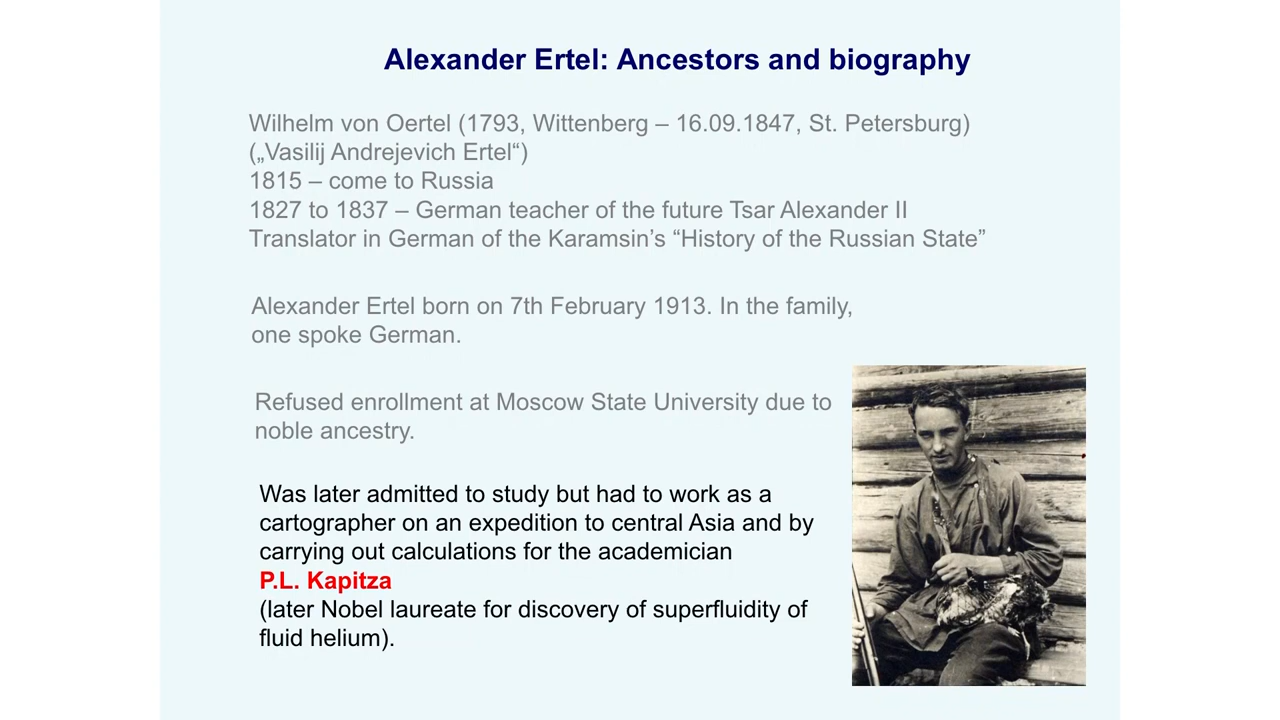 Alexander Ertel: Ancestors and biography
Wilhelm von Oertel (1793, Wittenberg – 16.09.1847, St. Petersburg)
(„Vasilij Andrejevich Ertel“)
1815 – come to Russia
1827 to 1837 – German teacher of the future Tsar Alexander II
Translator in German of the Karamsin’s “History of the Russian State”
Alexander Ertel born on 7th February 1913. In the family,
one spoke German.
Refused enrollment at Moscow State University due to
noble ancestry.
Was later admitted to study but had to work as a
cartographer on an expedition to central Asia and by
carrying out calculations for the academician
P.L. Kapitza
(later Nobel laureate for discovery of superfluidity of
fluid helium).